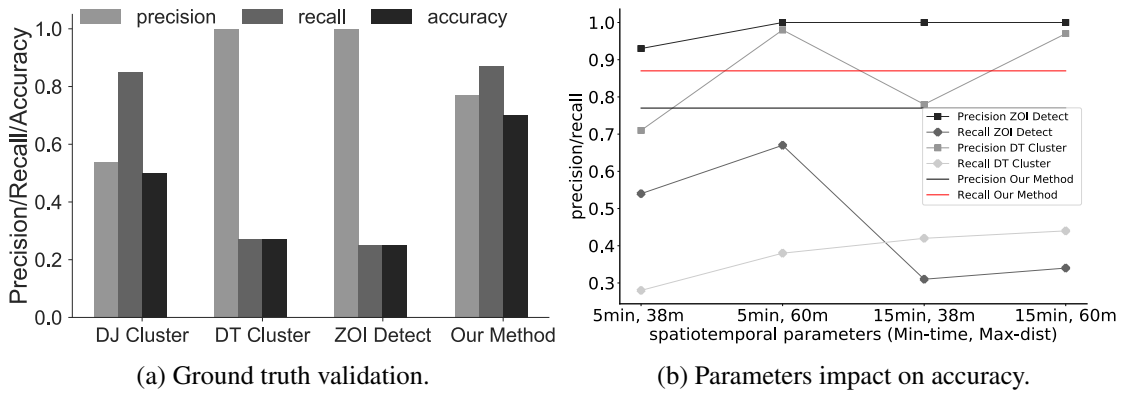 precision recall accuracy
Precision/Recall/Accuracy
1.0
0.8
0.6
0.4
0.2
0.0
DJ Cluster DT Cluster ZOI Detect Our Method
(a) Ground truth validation.
precision/recall
1.0
0.9
0.8
0.7
0.6
0.5
0.4
0.3
Precision ZOI Detect
Recall ZOI Detect
Precision DT Cluster
Recall DT Cluster
Precision Our Method
Recall Our Method
5min, 38m 5min, 60m 15min, 38m 15min, 60m
spatiotemporal parameters (Min-time, Max-dist)
(b) Parameters impact on accuracy.